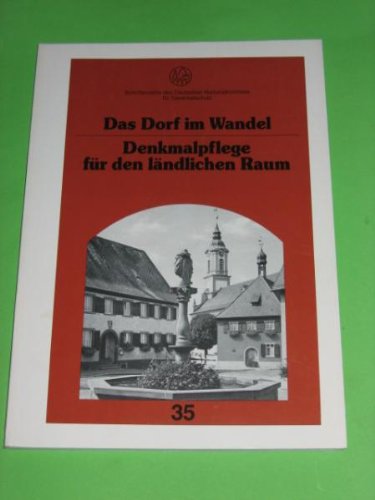 Schriftenreihe des Deutschen Nationalkomitees
für Denkmalschutz
Das Dorf im Wandel
Denkmalpflege
für den ländlichen Raum
35